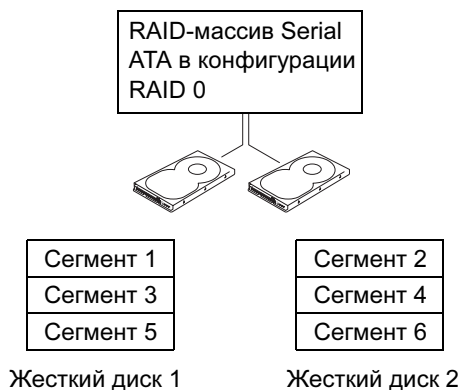 RAID-массив Serial
ATA в конфигурации
RAID 0
Сегмент 1
Сегмент 3
Сегмент 5
Жесткий диск 1
Сегмент 2
Сегмент 4
Сегмент 6
Жесткий диск 2